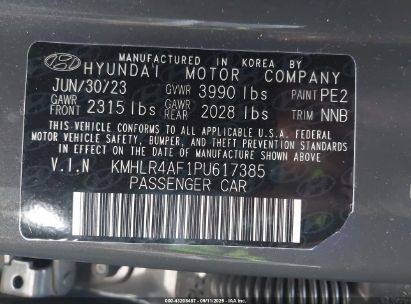 MANUFACTURED IN KOREA BY
HYUNDAI MOTOR COMPANY
JUN/30/23 GVWR 3990 lbs PAINT PE2
GAWR FRONT 2315 lbs GAWR REAR 2028 lbs TRIM NNB
THIS VEHICLE CONFORMS TO ALL APPLICABLE U.S.A. FEDERAL
MOTOR VEHICLE SAFETY, BUMPER, AND THEFT PREVENTION STANDARDS
IN EFFECT ON THE DATE OF MANUFACTURE SHOWN ABOVE.
V.I.N KMHLR4AF1PU617385
PASSENGER CAR